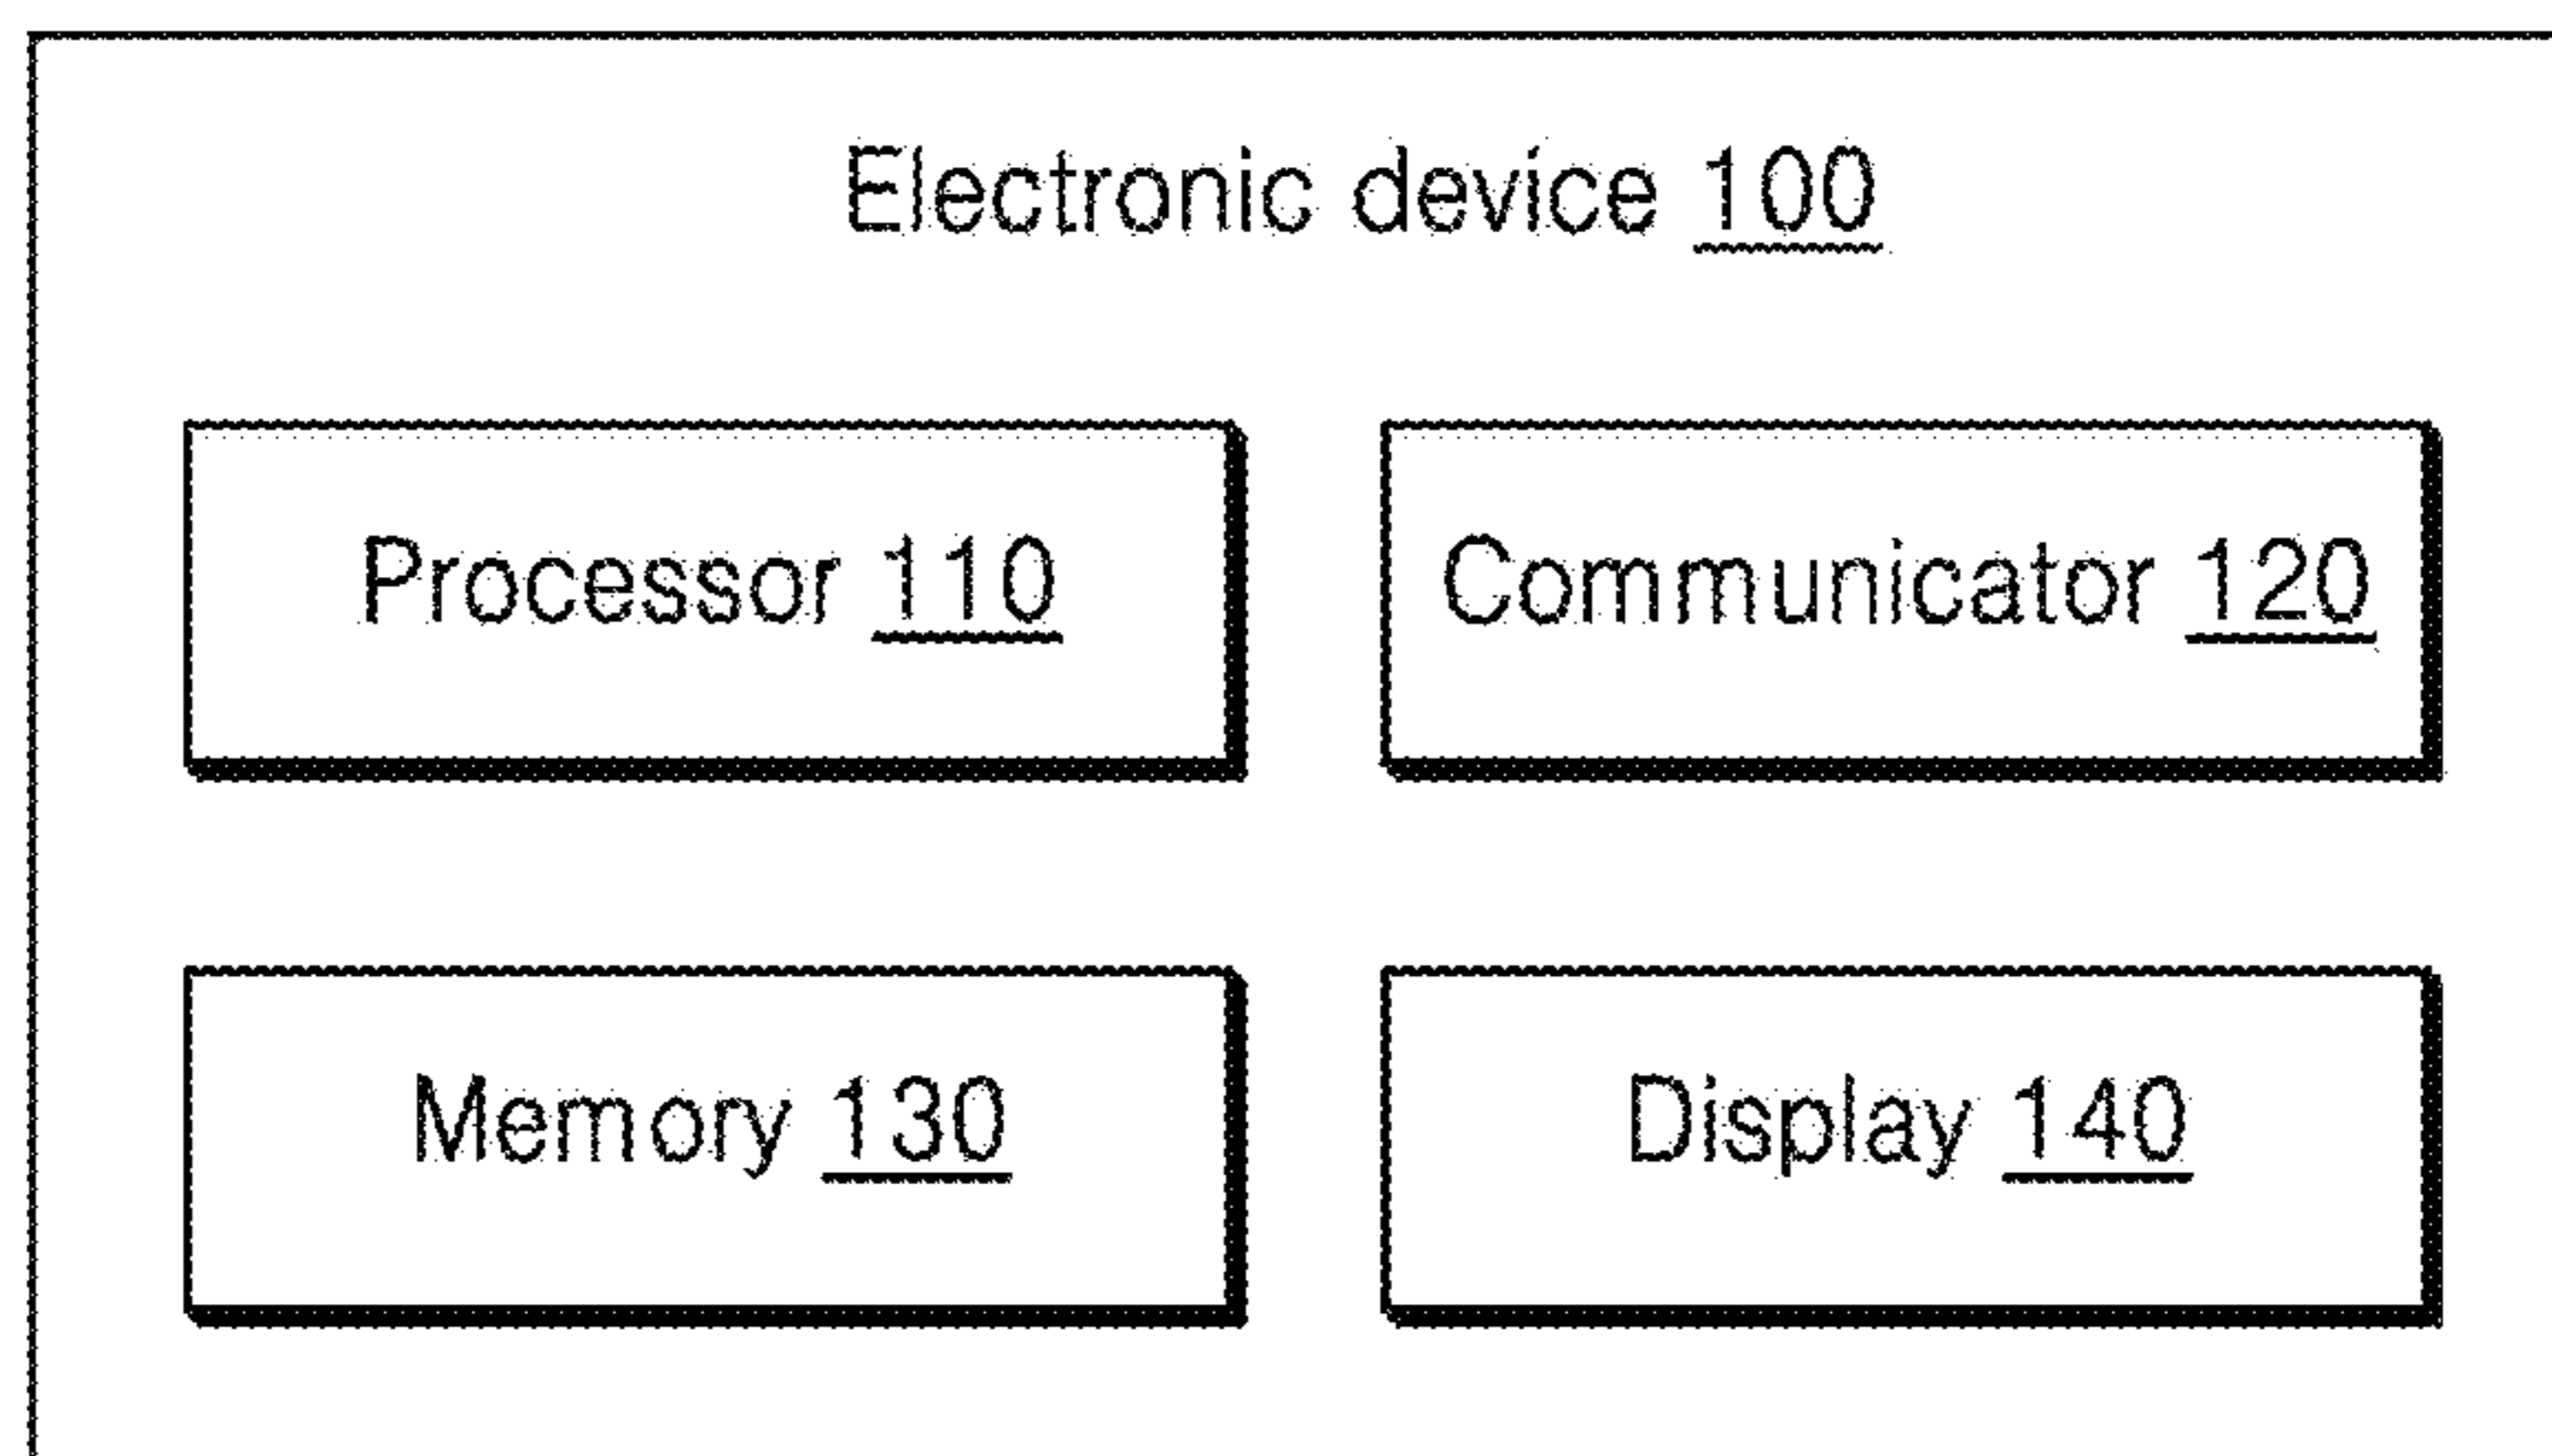 Electronic device 100
Processor 110
Communicator 120
Memory 130
Display 140